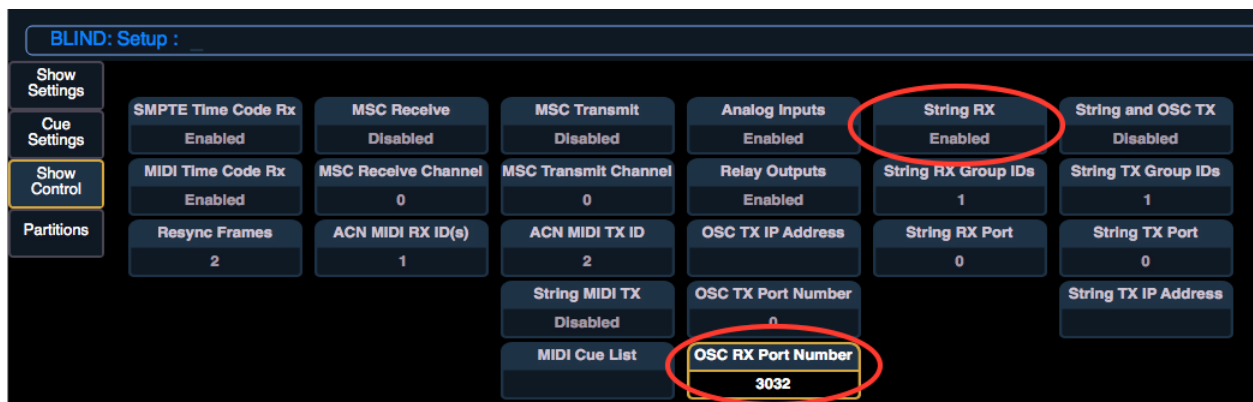 BLIND: Setup : _
Show
Settings
Cue
Settings
Show
Control
Partitions
SMPTE Time Code Rx MSC Receive MSC Transmit Analog Inputs String RX String and OSC TX
Enabled Disabled Disabled Enabled Enabled Disabled
MIDI Time Code Rx MSC Receive Channel MSC Transmit Channel Relay Outputs String RX Group IDs String TX Group IDs
Enabled 0 0 Enabled 1 1
Resync Frames ACN MIDI RX ID(s) ACN MIDI TX ID OSC TX IP Address String RX Port String TX Port
2 1 2 0 0
String MIDI TX OSC TX Port Number String TX IP Address
Disabled 0
MIDI Cue List OSC RX Port Number
3032